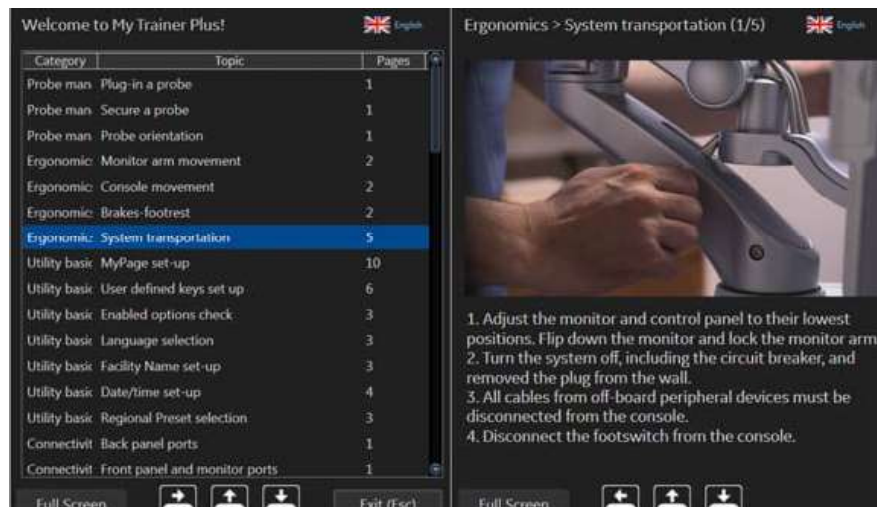 Welcome to My Trainer Plus!
English
Category Topic Pages
Probe man Plug-in a probe 1
Probe man Secure a probe 1
Probe man Probe orientation 1
Ergonomic: Monitor arm movement 2
Ergonomic: Console movement 2
Ergonomic: Brakes-footrest 2
Ergonomic: System transportation 5
Utility basic MyPage set-up 10
Utility basic User defined keys set up 6
Utility basic Enabled options check 3
Utility basic Language selection 3
Utility basic Facility Name set-up 3
Utility basic Date/time set-up 4
Utility basic Regional Preset selection 3
Connectivit Back panel ports 1
Connectivit Front panel and monitor ports 1
Full Screen Exit (Esc)
Ergonomics > System transportation (1/5)
English
1. Adjust the monitor and control panel to their lowest
positions. Flip down the monitor and lock the monitor arm
2. Turn the system off, including the circuit breaker, and
removed the plug from the wall.
3. All cables from off-board peripheral devices must be
disconnected from the console.
4. Disconnect the footswitch from the console.
Full Screen